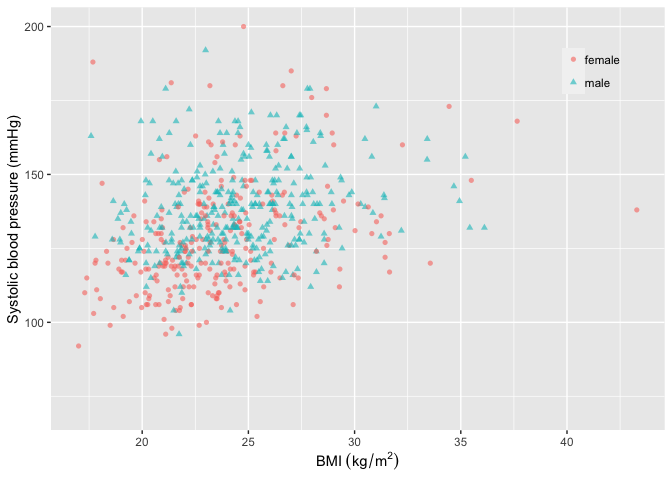 200
female
male
150
Systolic blood pressure (mmHg)
100
20 25 30 35 40
BMI (kg/m²)